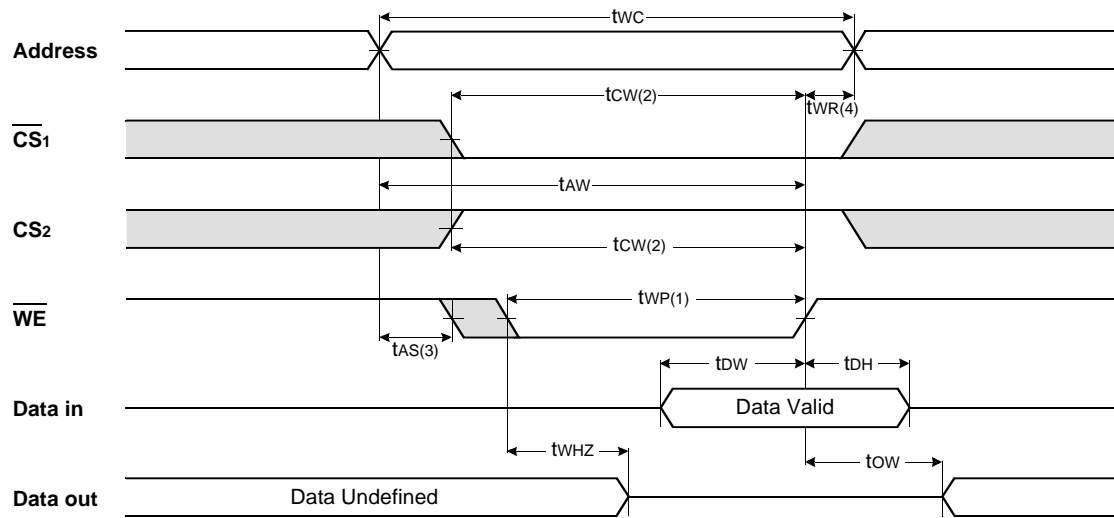 tWC
Address
tCW(2)
tWR(4)
CS1
tAW
CS2
tCW(2)
tWP(1)
WE
tAS(3)
tDW
tDH
Data in
Data Valid
tWHZ
tOW
Data out
Data Undefined